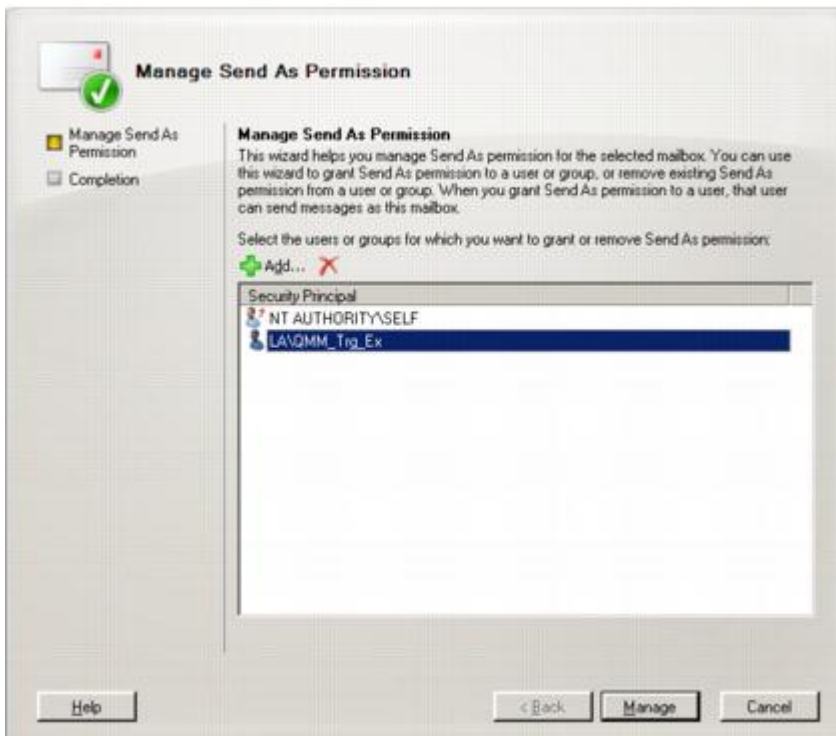 Manage Send As Permission
Manage Send As
Permission
Completion
Manage Send As Permission
This wizard helps you manage Send As permission for the selected mailbox. You can use
this wizard to grant Send As permission to a user or group, or remove existing Send As
permission from a user or group. When you grant Send As permission to a user, that user
can send messages as this mailbox.
Select the users or groups for which you want to grant or remove Send As permission:
Add...
Security Principal
NT AUTHORITY\SELF
LA\QMM_Trg_Ex
Help
< Back
Manage
Cancel